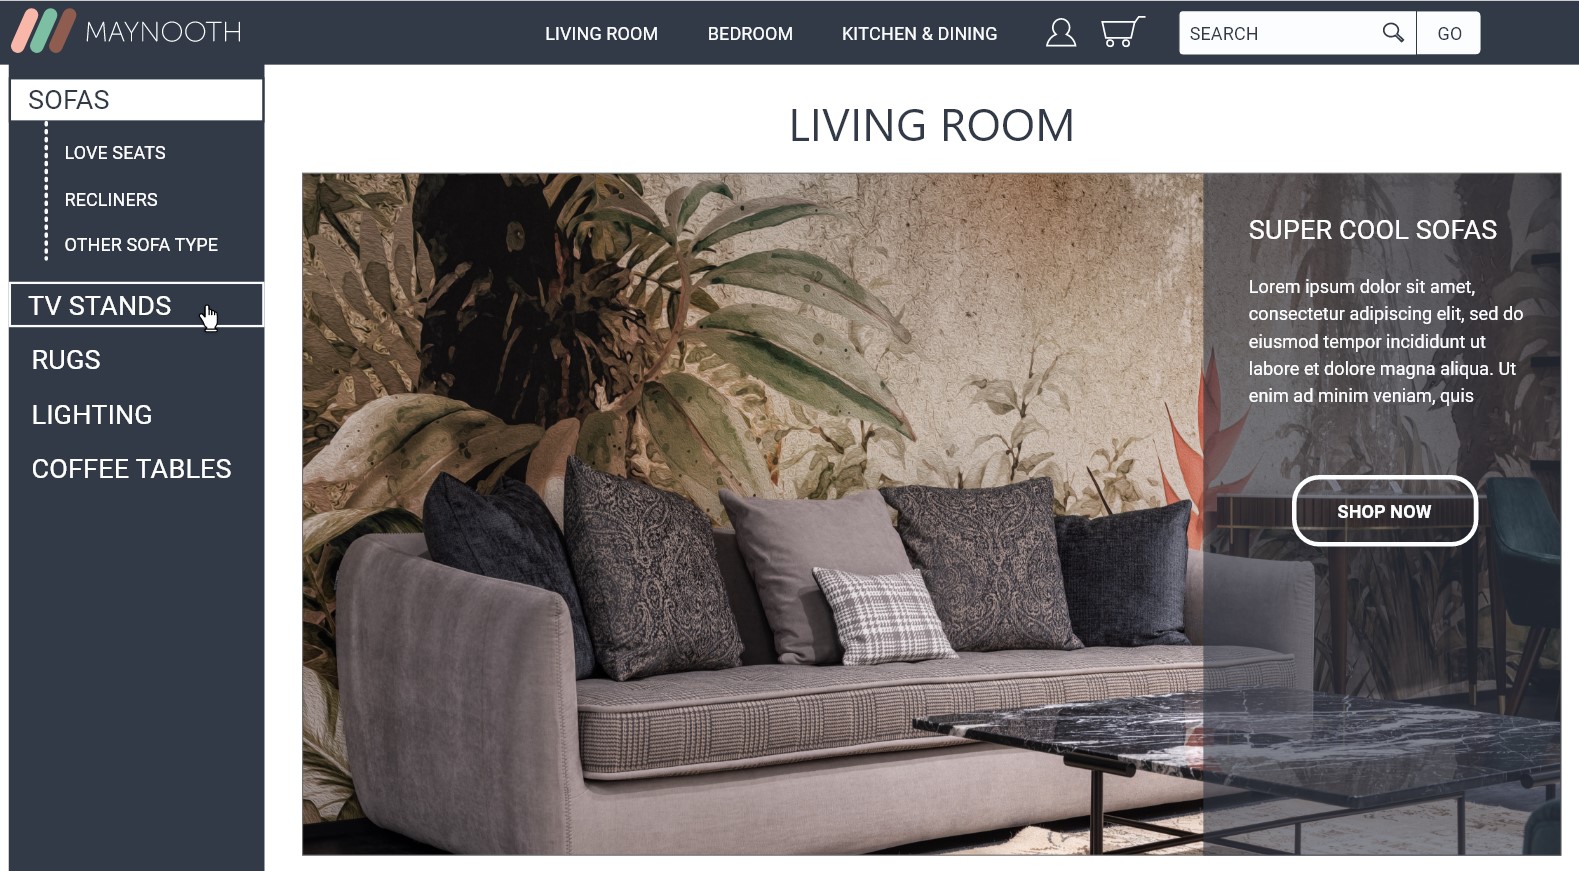 MAYNOOTH
LIVING ROOM
BEDROOM
KITCHEN & DINING
SEARCH
GO
SOFAS
LOVE SEATS
RECLINERS
OTHER SOFA TYPE
TV STANDS
RUGS
LIGHTING
COFFEE TABLES
LIVING ROOM
SUPER COOL SOFAS
Lorem ipsum dolor sit amet,
consectetur adipiscing elit, sed do
eiusmod tempor incididunt ut
labore et dolore magna aliqua. Ut
enim ad minim veniam, quis
SHOP NOW